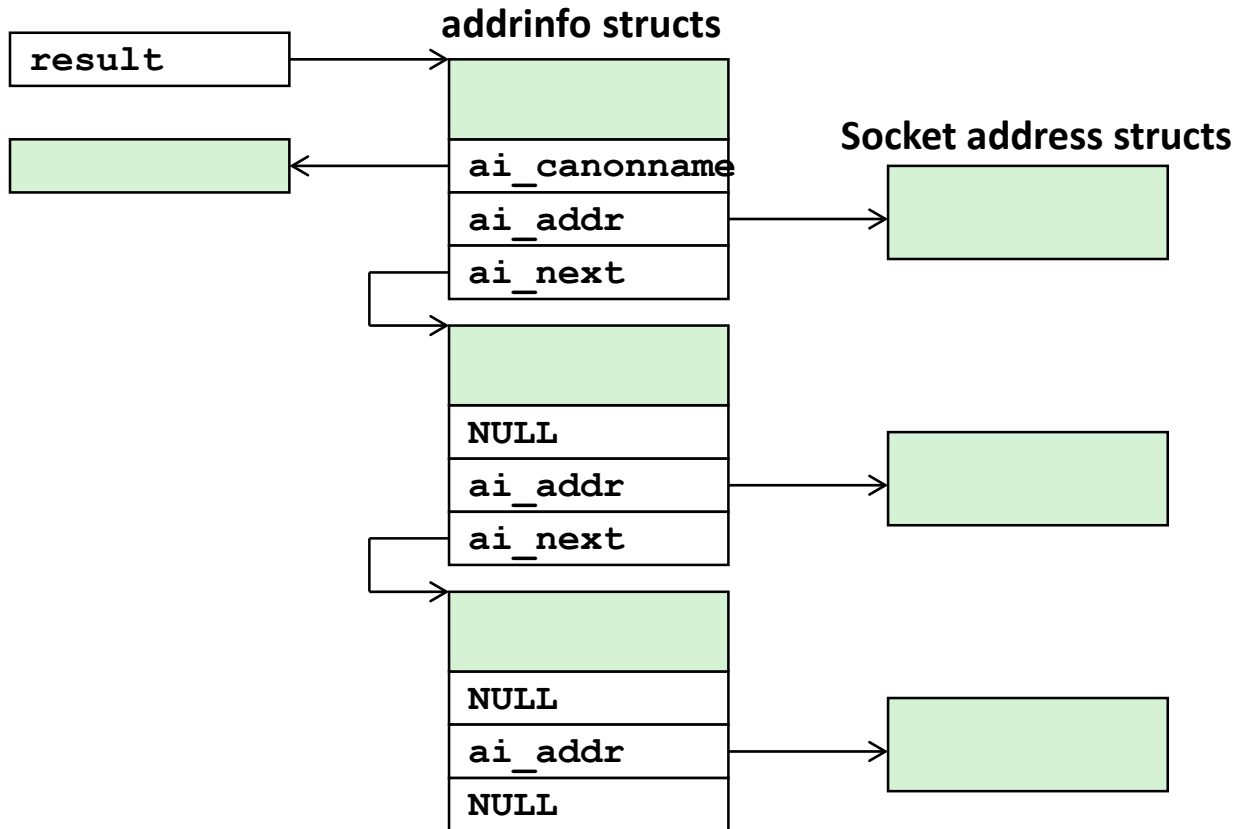 addrinfo structs
result
Socket address structs
ai_canonname
ai_addr
ai_next
NULL
ai_addr
ai_next
NULL
ai_addr
NULL